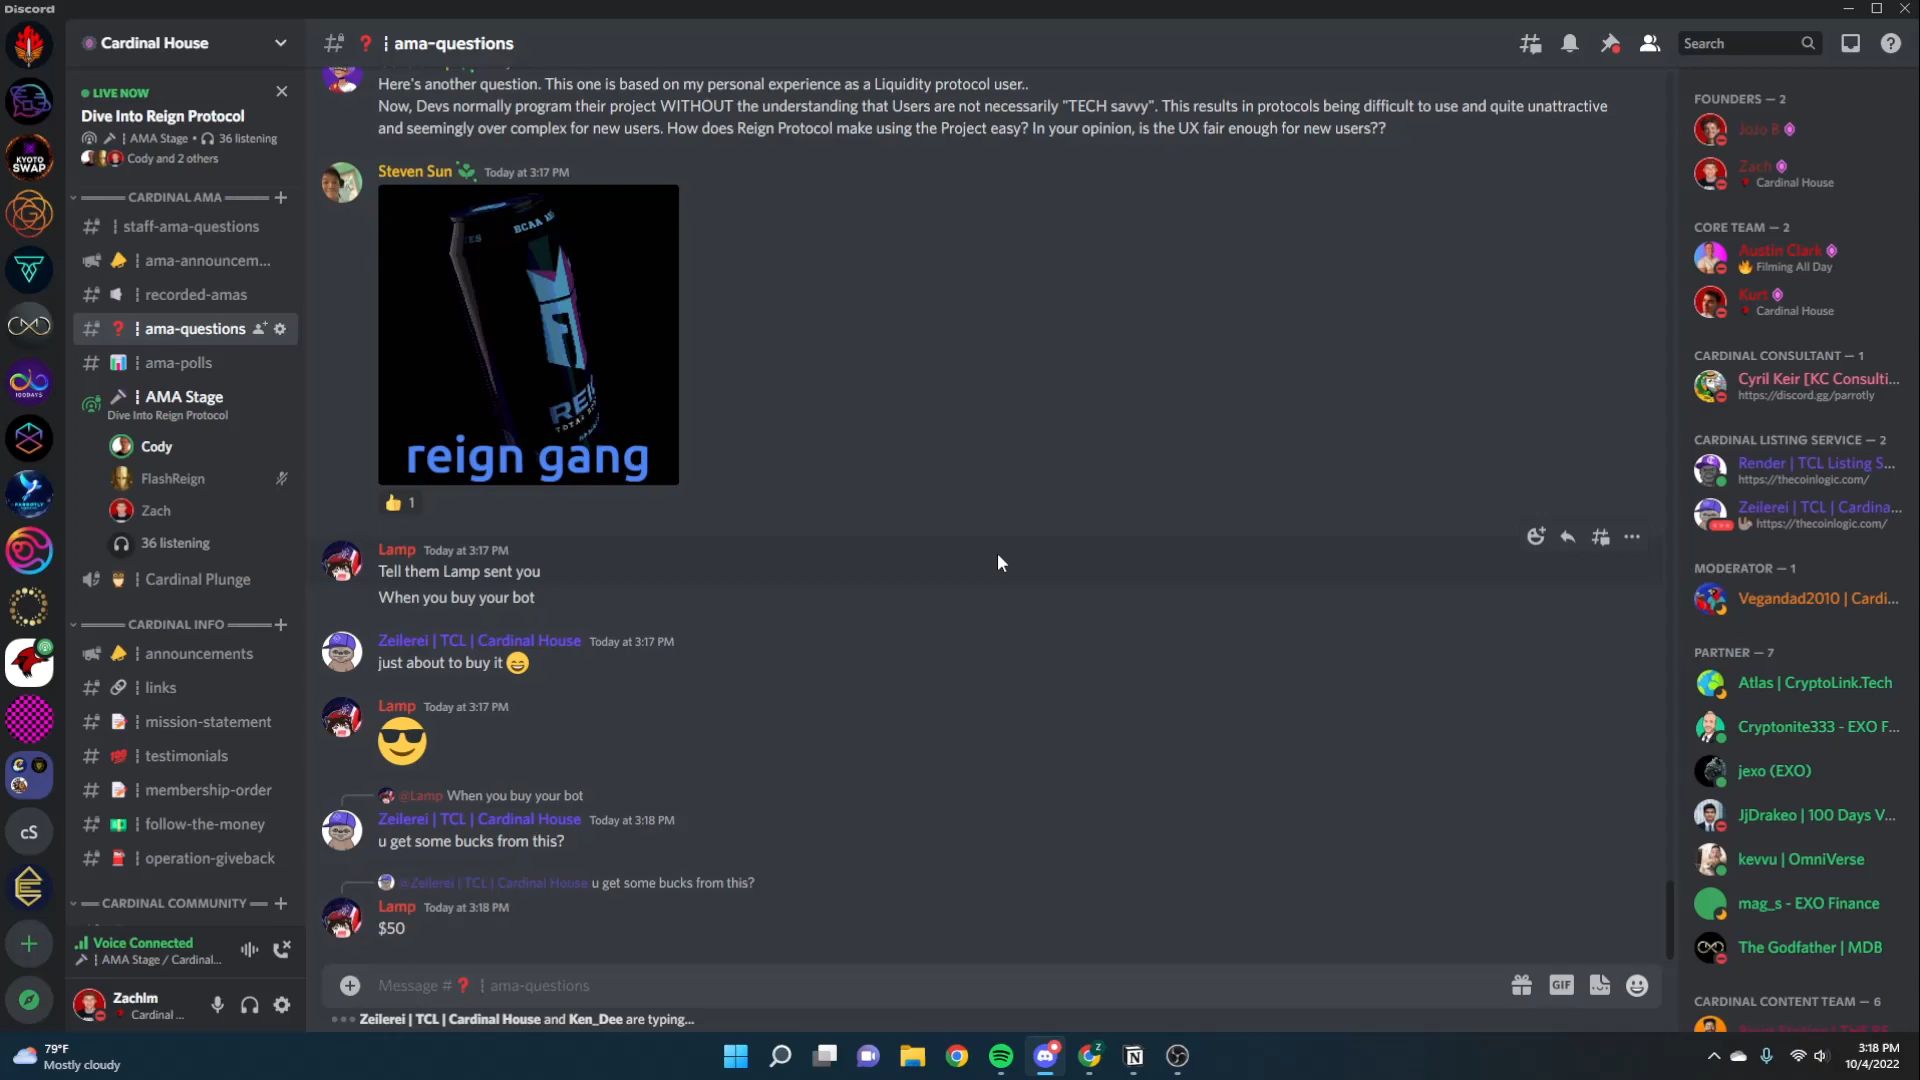 Discord
Cardinal House
LIVE NOW
Dive Into Reign Protocol
¦ AMA Stage • 36 listening
Cody and 2 others
CARDINAL AMA
¦ staff-ama-questions
¦ ama-announcem...
¦ recorded-amas
¦ ama-questions
¦ ama-polls
¦ AMA Stage
Dive Into Reign Protocol
Cody
FlashReign
Zach
36 listening
¦ Cardinal Plunge
CARDINAL INFO
¦ announcements
¦ links
¦ mission-statement
¦ testimonials
¦ membership-order
¦ follow-the-money
¦ operation-giveback
CARDINAL COMMUNITY
Voice Connected
¦ AMA Stage / Cardinal...
ZachIm
Cardinal ...
KYOTO
SWAP
100DAYS
cS
# ❓ ¦ ama-questions
Search
Here's another question. This one is based on my personal experience as a Liquidity protocol user..
Now, Devs normally program their project WITHOUT the understanding that Users are not necessarily "TECH savvy". This results in protocols being difficult to use and quite unattractive
and seemingly over complex for new users. How does Reign Protocol make using the Project easy? In your opinion, is the UX fair enough for new users??
Steven Sun Today at 3:17 PM
BCAA
REI
TOTAL
reign gang
👍 1
Lamp Today at 3:17 PM
Tell them Lamp sent you
When you buy your bot
Zeilerei | TCL | Cardinal House Today at 3:17 PM
just about to buy it 😄
Lamp Today at 3:17 PM
😎
@Lamp When you buy your bot
Zeilerei | TCL | Cardinal House Today at 3:18 PM
u get some bucks from this?
@Zeilerei | TCL | Cardinal House u get some bucks from this?
Lamp Today at 3:18 PM
$50
Message # ❓ ¦ ama-questions
GIF
Zeilerei | TCL | Cardinal House and Ken_Dee are typing...
FOUNDERS — 2
JoJo B
Zach
Cardinal House
CORE TEAM — 2
Austin Clark
🔥 Filming All Day
Kurt
Cardinal House
CARDINAL CONSULTANT — 1
Cyril Keir [KC Consulti...
https://discord.gg/parrotly
CARDINAL LISTING SERVICE — 2
Render | TCL Listing S...
https://thecoinlogic.com/
Zeilerei | TCL | Cardina...
https://thecoinlogic.com/
MODERATOR — 1
Vegandad2010 | Cardi...
PARTNER — 7
Atlas | CryptoLink.Tech
Cryptonite333 - EXO F...
jexo (EXO)
JjDrakeo | 100 Days V...
kevvu | OmniVerse
mag_s - EXO Finance
The Godfather | MDB
CARDINAL CONTENT TEAM — 6
79°F
Mostly cloudy
3:18 PM
10/4/2022